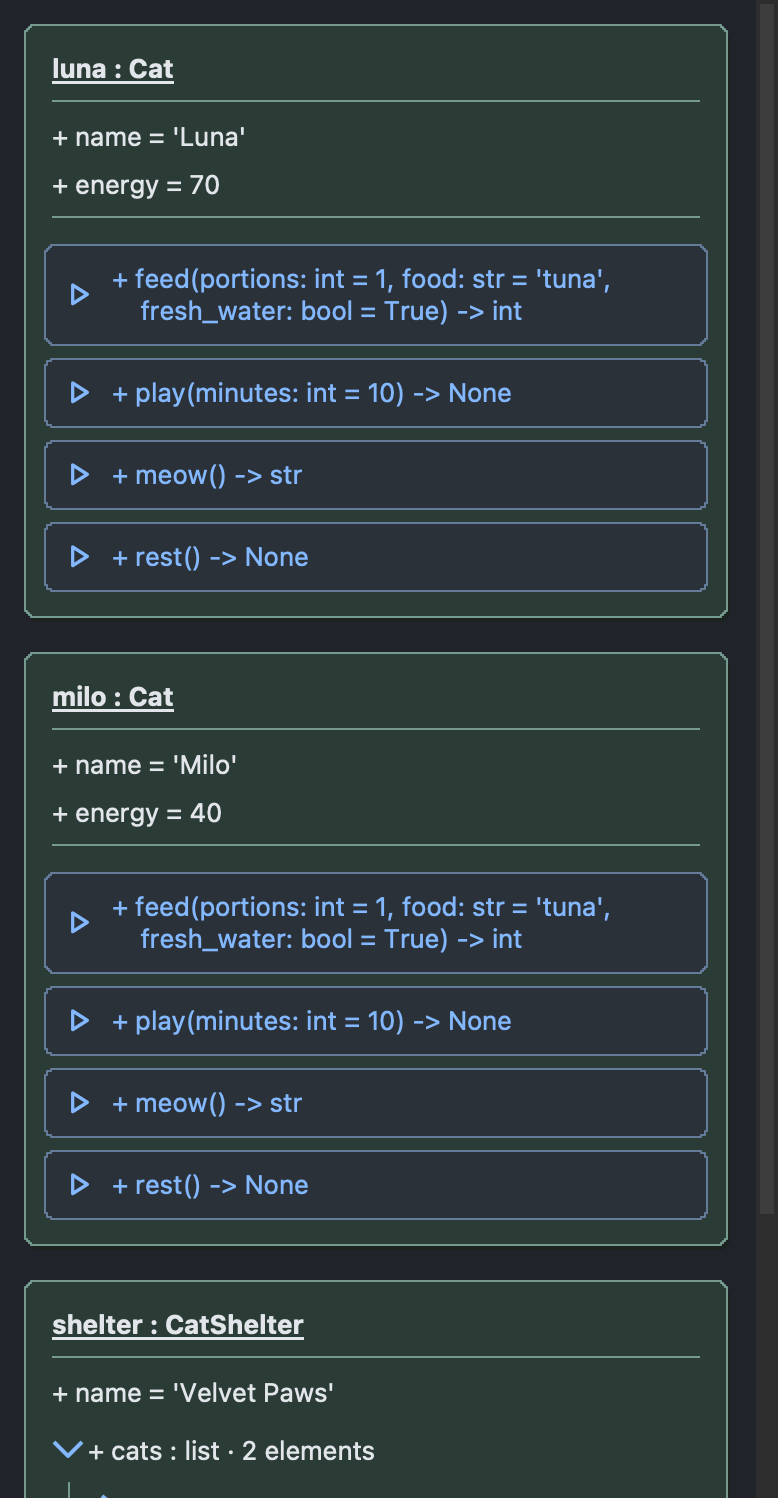 luna : Cat
+ name = 'Luna'
+ energy = 70
+ feed(portions: int = 1, food: str = 'tuna',
fresh_water: bool = True) -> int
+ play(minutes: int = 10) -> None
+ meow() -> str
+ rest() -> None
milo : Cat
+ name = 'Milo'
+ energy = 40
+ feed(portions: int = 1, food: str = 'tuna',
fresh_water: bool = True) -> int
+ play(minutes: int = 10) -> None
+ meow() -> str
+ rest() -> None
shelter : CatShelter
+ name = 'Velvet Paws'
+ cats : list · 2 elements